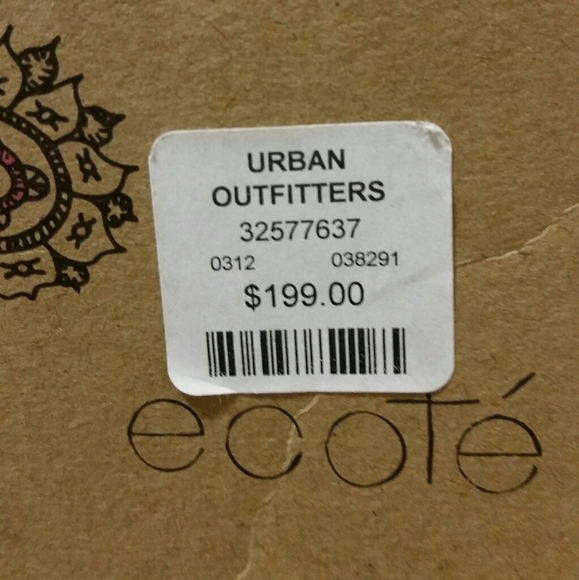 URBAN
OUTFITTERS
32577637
0312 038291
$199.00
ecoté